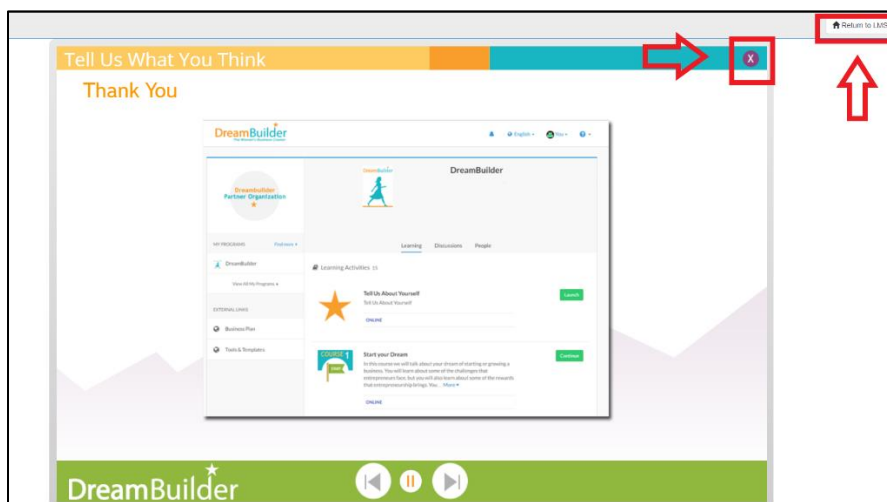 Return to LMS
Tell Us What You Think
X
Thank You
DreamBuilder
English
You
DreamBuilder
DreamBuilder
Dreambuilder
Partner Organization
MY PROGRAMS
Learning Discussions People
DreamBuilder
Learning Activities
View All My Programs
Tell Us About Yourself
Launch
Tell Us About Yourself
EXTERNAL LINKS
ONLINE
Business Plan
Tools & Templates
COURSE 1
Start your Dream
Continue
In this course we will talk about your dream of starting or growing a
business. You will learn about some of the challenges that
entrepreneurs face, but you will also learn about some of the rewards
that entrepreneurship brings. You... More
ONLINE
DreamBuilder